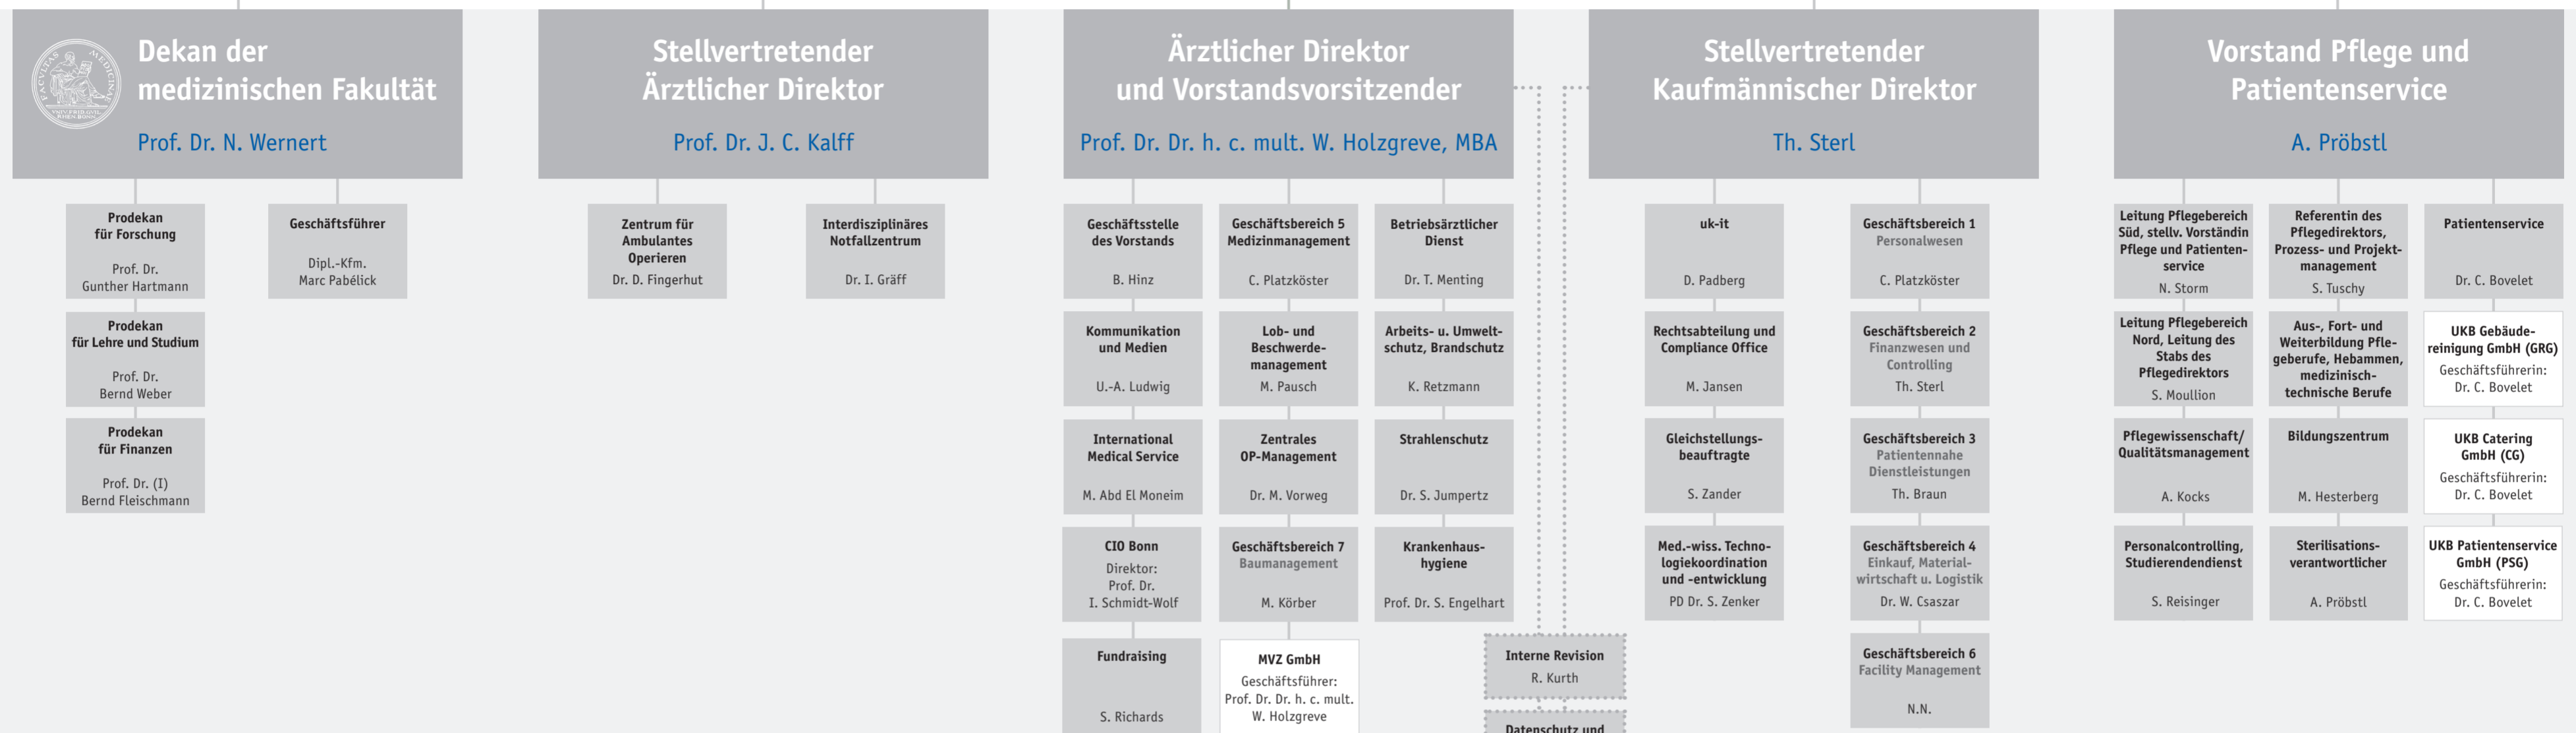 Dekan der
medizinischen Fakultät
Prof. Dr. N. Wernert
Prodekan
für Forschung
Prof. Dr.
Gunther Hartmann
Prodekan
für Lehre und Studium
Prof. Dr.
Bernd Weber
Prodekan
für Finanzen
Prof. Dr. (I)
Bernd Fleischmann
Geschäftsführer
Dipl.-Kfm.
Marc Pabélick
Stellvertretender
Ärztlicher Direktor
Prof. Dr. J. C. Kalff
Zentrum für
Ambulantes
Operieren
Dr. D. Fingerhut
Interdisziplinäres
Notfallzentrum
Dr. I. Gräff
Ärztlicher Direktor
und Vorstandsvorsitzender
Prof. Dr. Dr. h. c. mult. W. Holzgreve, MBA
Geschäftsstelle
des Vorstands
B. Hinz
Kommunikation
und Medien
U.-A. Ludwig
International
Medical Service
M. Abd El Moneim
CIO Bonn
Direktor:
Prof. Dr.
I. Schmidt-Wolf
Fundraising
S. Richards
Geschäftsbereich 5
Medizinmanagement
C. Platzköster
Lob- und
Beschwerde-
management
M. Pausch
Zentrales
OP-Management
Dr. M. Vorweg
Geschäftsbereich 7
Baumanagement
M. Körber
MVZ GmbH
Geschäftsführer:
Prof. Dr. Dr. h. c. mult.
W. Holzgreve
Betriebsärztlicher
Dienst
Dr. T. Menting
Arbeits- u. Umwelt-
schutz, Brandschutz
K. Retzmann
Strahlenschutz
Dr. S. Jumpertz
Krankenhaus-
hygiene
Prof. Dr. S. Engelhart
Interne Revision
R. Kurth
Datenschutz und
Stellvertretender
Kaufmännischer Direktor
Th. Sterl
uk-it
D. Padberg
Rechtsabteilung und
Compliance Office
M. Jansen
Gleichstellungs-
beauftragte
S. Zander
Med.-wiss. Techno-
logiekoordination
und -entwicklung
PD Dr. S. Zenker
Geschäftsbereich 1
Personalwesen
C. Platzköster
Geschäftsbereich 2
Finanzwesen und
Controlling
Th. Sterl
Geschäftsbereich 3
Patientennahe
Dienstleistungen
Th. Braun
Geschäftsbereich 4
Einkauf, Material-
wirtschaft u. Logistik
Dr. W. Csaszar
Geschäftsbereich 6
Facility Management
N.N.
Vorstand Pflege und
Patientenservice
A. Pröbstl
Leitung Pflegebereich
Süd, stellv. Vorständin
Pflege und Patienten-
service
N. Storm
Leitung Pflegebereich
Nord, Leitung des
Stabs des
Pflegedirektors
S. Moullion
Pflegewissenschaft/
Qualitätsmanagement
A. Kocks
Personalcontrolling,
Studierendendienst
S. Reisinger
Referentin des
Pflegedirektors,
Prozess- und Projekt-
management
S. Tuschy
Aus-, Fort- und
Weiterbildung Pfle-
geberufe, Hebammen,
medizinisch-
technische Berufe
Bildungszentrum
M. Hesterberg
Sterilisations-
verantwortlicher
A. Pröbstl
Patientenservice
Dr. C. Bovelet
UKB Gebäude-
reinigung GmbH (GRG)
Geschäftsführerin:
Dr. C. Bovelet
UKB Catering
GmbH (CG)
Geschäftsführerin:
Dr. C. Bovelet
UKB Patientenservice
GmbH (PSG)
Geschäftsführerin:
Dr. C. Bovelet